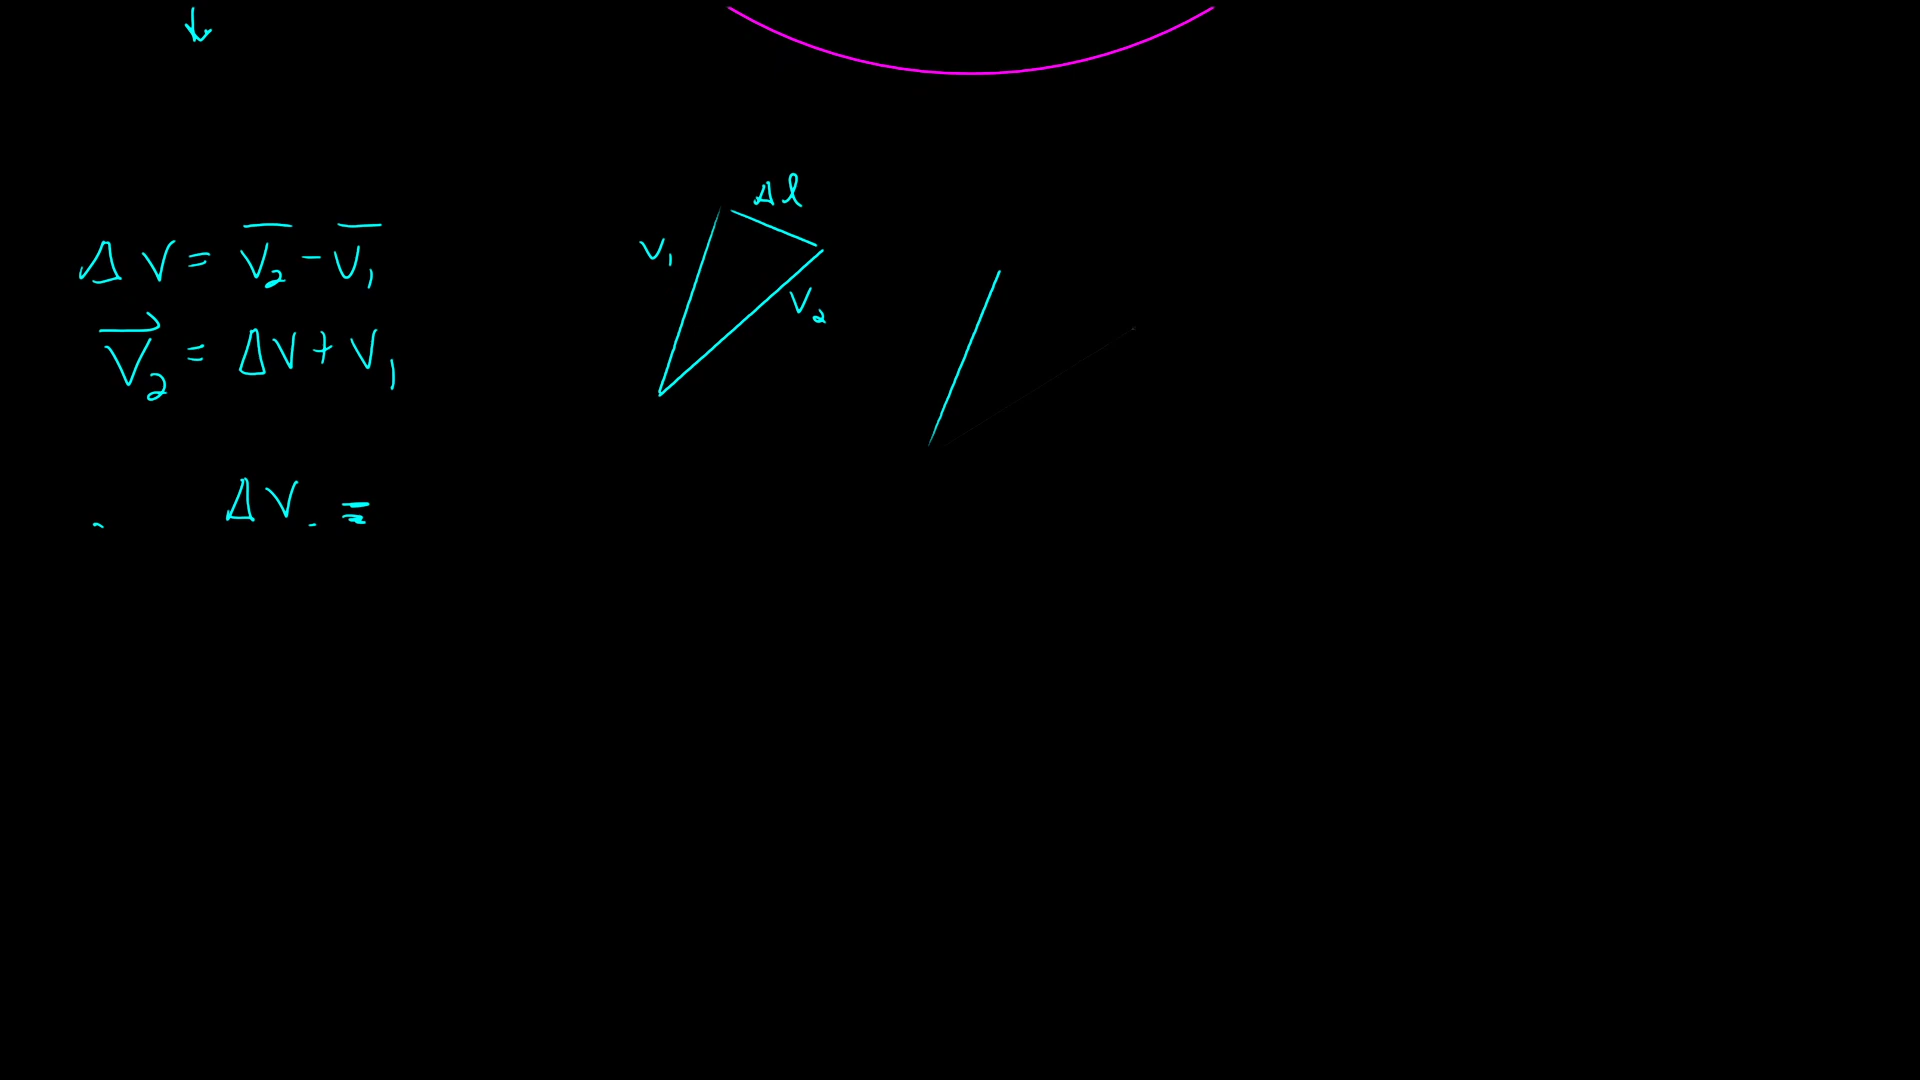 ΔV = V₂ - V₁
V₂ = ΔV + V₁
ΔV. =
Δl
V₁
V₂